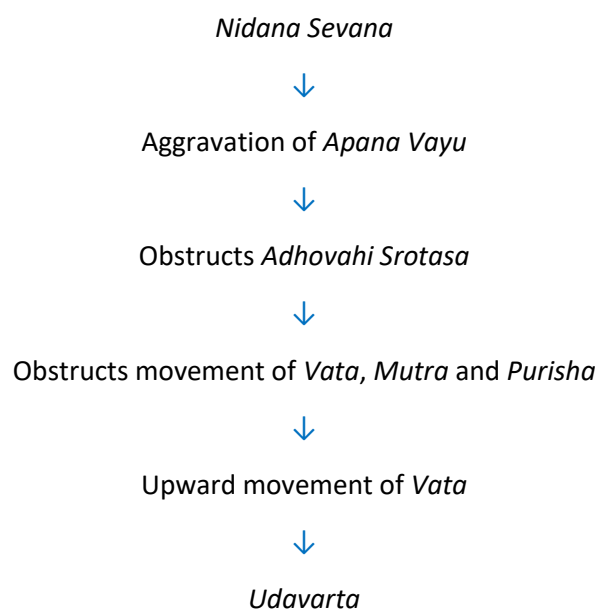 Nidana Sevana
↓
Aggravation of Apana Vayu
↓
Obstructs Adhovahi Srotasa
↓
Obstructs movement of Vata, Mutra and Purisha
↓
Upward movement of Vata
↓
Udavarta